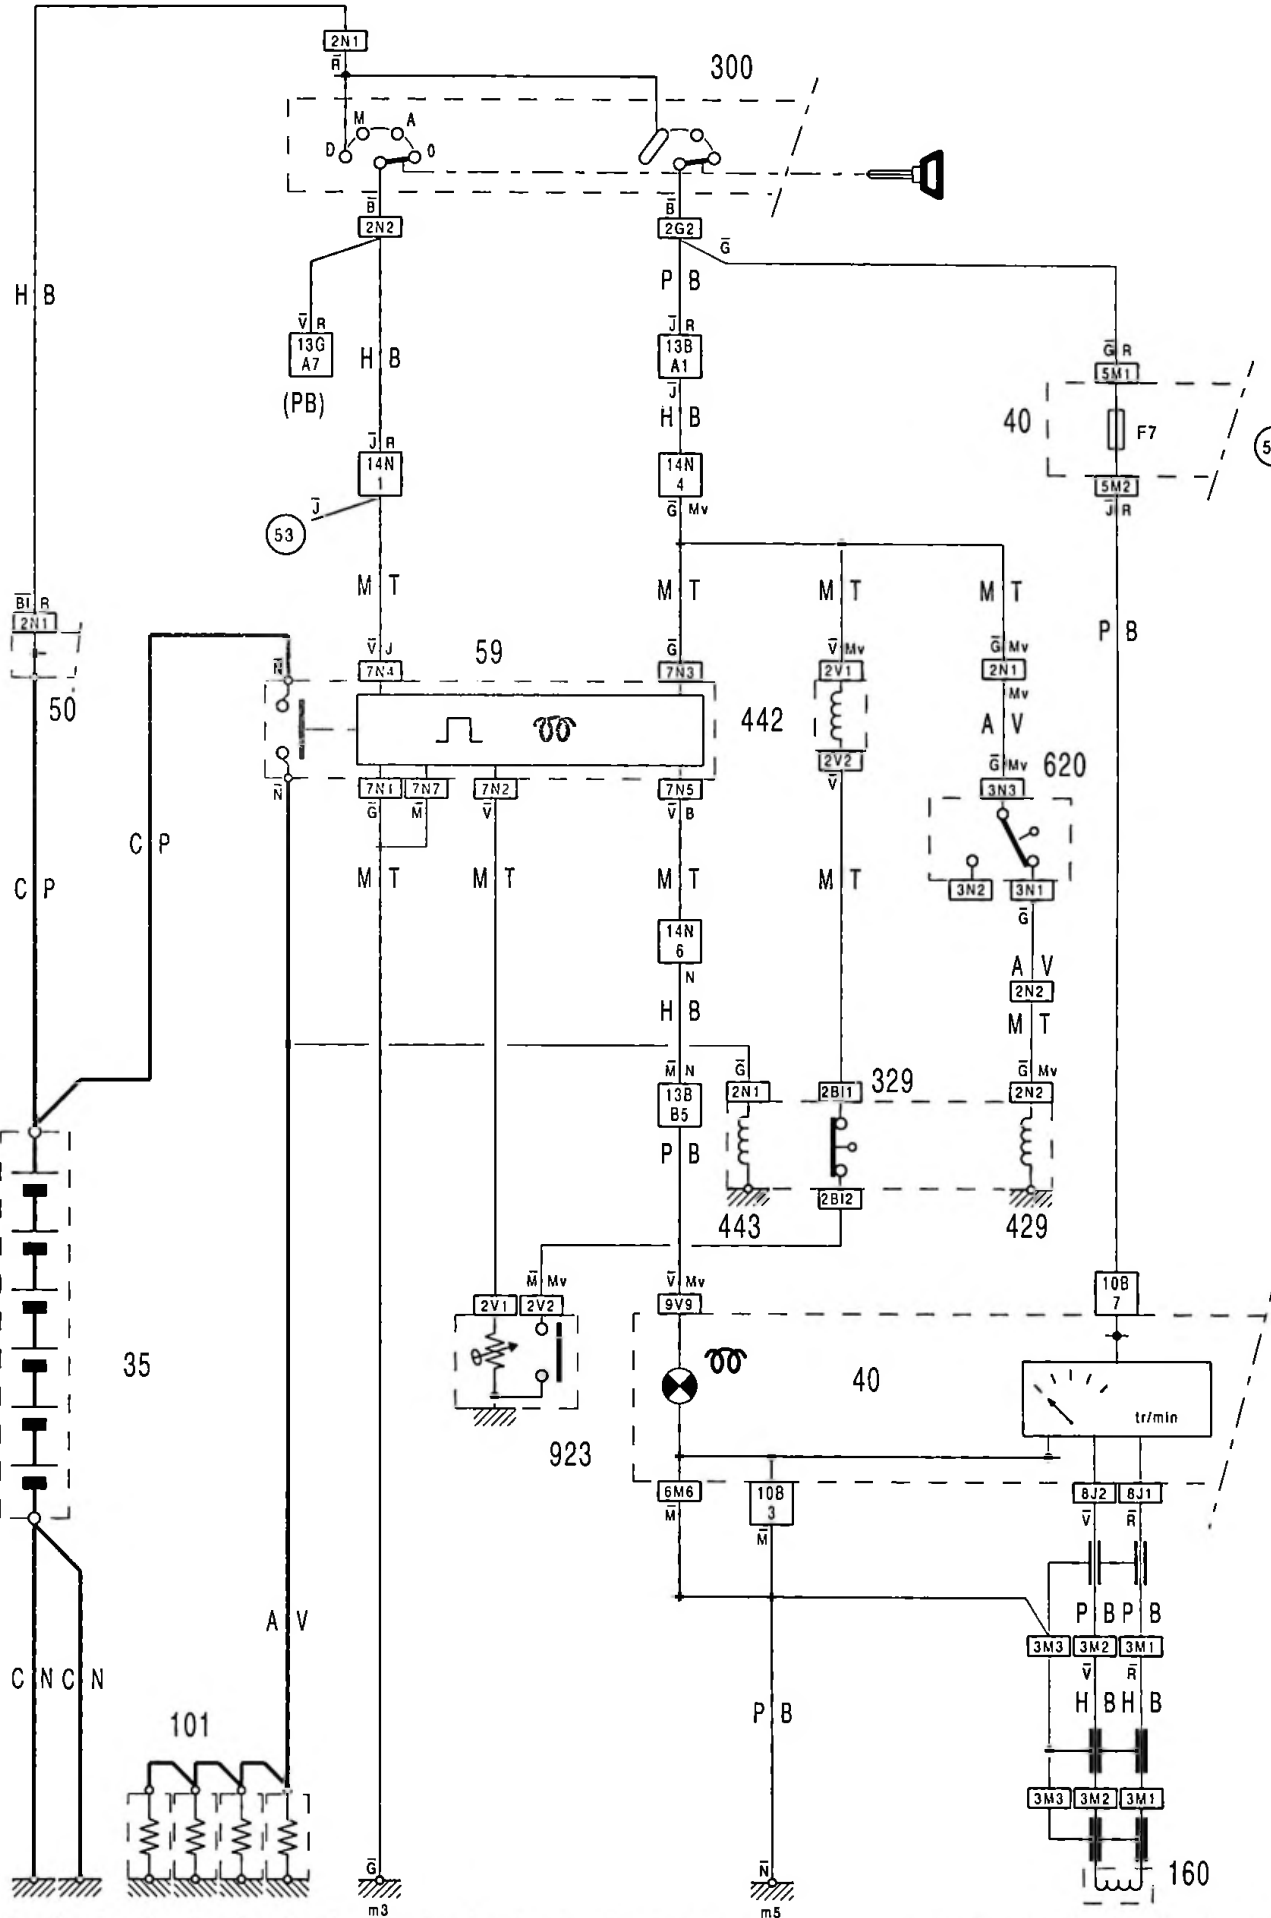 2N1
R̄
300
M A
D 0
B̄ B̄
2N2 2G2
Ḡ
P B
H B
V̄ R
13G
A7
(PB)
H B
J̄ R
13B
A1
J̄
H B
Ḡ R
5M1
40
F7
5M2
J̄ R
J̄ R
14N
1
14N
4
Ḡ Mv
J̄
53
M T M T M T M T
B̄l R
2N1
50
P B
N̄
V̄ J
7N4
59
Ḡ
7N3
V̄ Mv
2V1
Ḡ Mv
2N1
Mv
A V
442
2V2
V̄
Ḡ Mv
620
3N3
N̄
7N1 7N7 7N2 7N5
Ḡ M̄ V̄ V̄ B
C P
C P
M T M T M T M T
3N2 3N1
Ḡ
14N
6
N
A V
2N2
H B
M T
M̄ N
13B
B5
Ḡ
2N1
2BI1
329
Ḡ Mv
2N2
P B
2BI2
443
429
M̄ Mv
2V1 2V2
V̄ Mv
9V9
10B
7
35
θ
40
tr/min
923
6M6
M̄
10B
3
M̄
8J2 8J1
V̄ R̄
A V
P B P B
3M3 3M2 3M1
V̄ R̄
C N C N
H B H B
P B
101
3M3 3M2 3M1
Ḡ
m3
N̄
m5
160